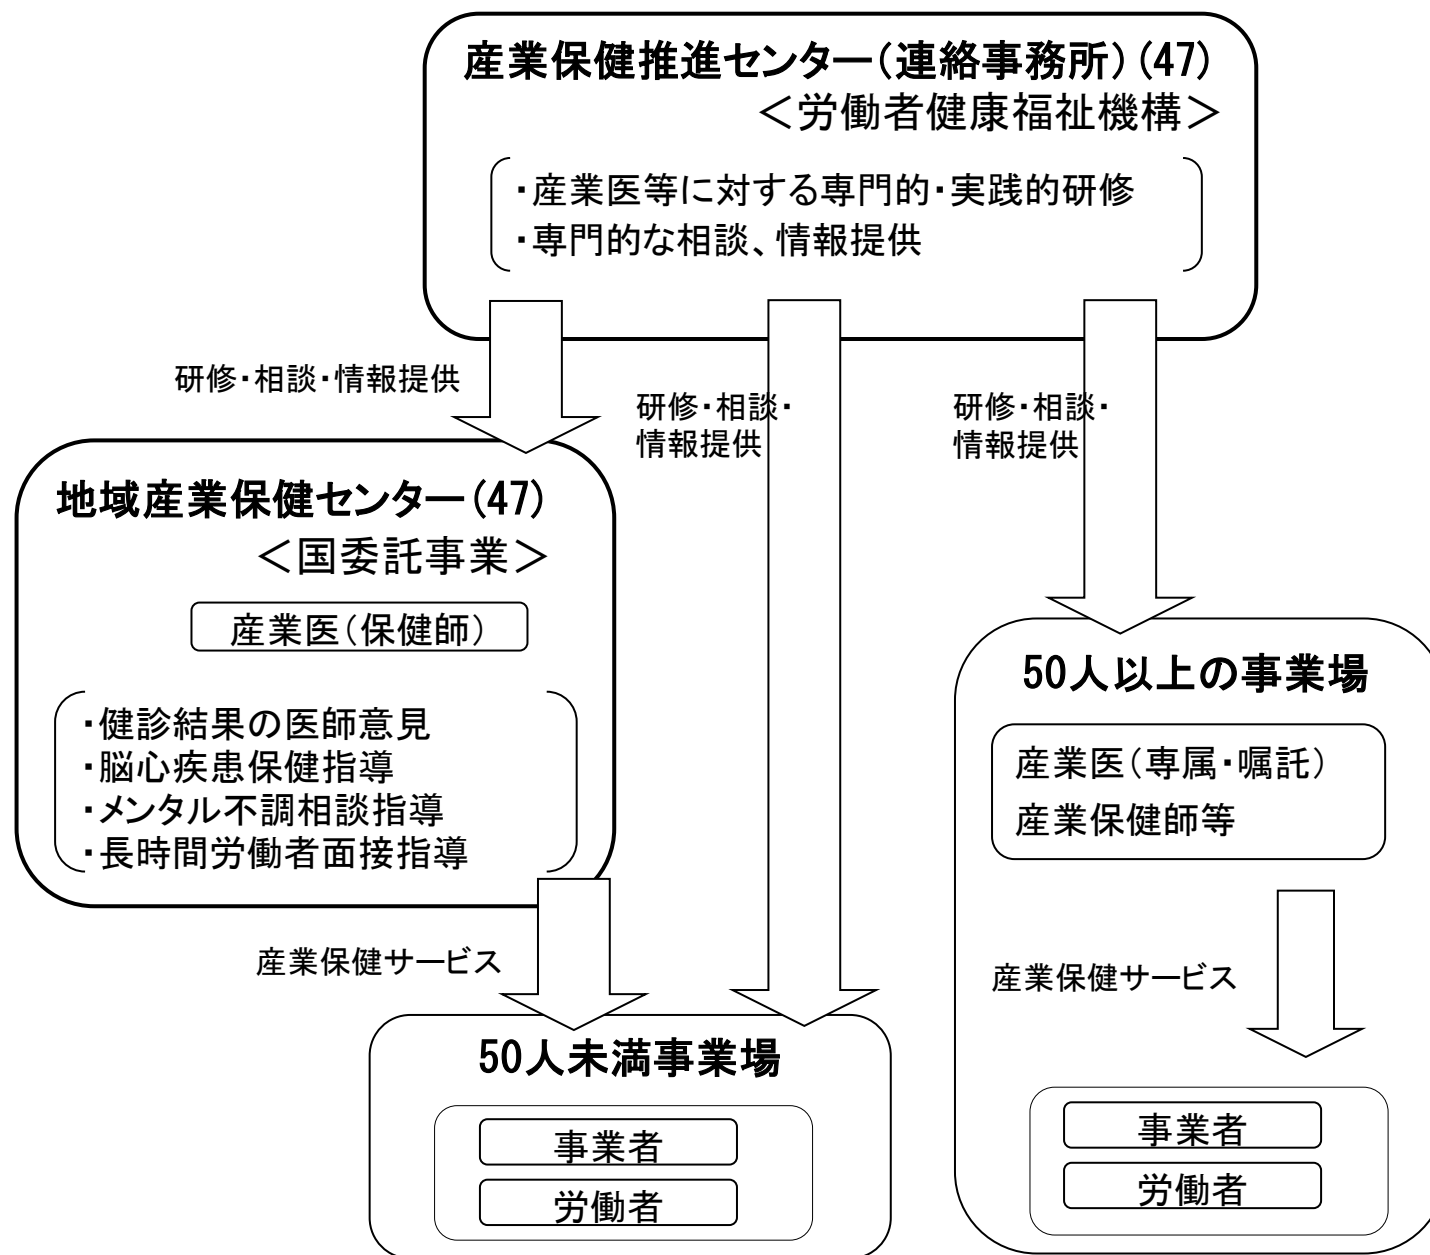 産業保健推進センター(連絡事務所)(47)
＜労働者健康福祉機構＞
・産業医等に対する専門的・実践的研修
・専門的な相談、情報提供
研修・相談・情報提供
研修・相談・
情報提供
研修・相談・
情報提供
地域産業保健センター(47)
＜国委託事業＞
産業医(保健師)
・健診結果の医師意見
・脳心疾患保健指導
・メンタル不調相談指導
・長時間労働者面接指導
産業保健サービス
50人未満事業場
事業者
労働者
50人以上の事業場
産業医(専属・嘱託)
産業保健師等
産業保健サービス
事業者
労働者